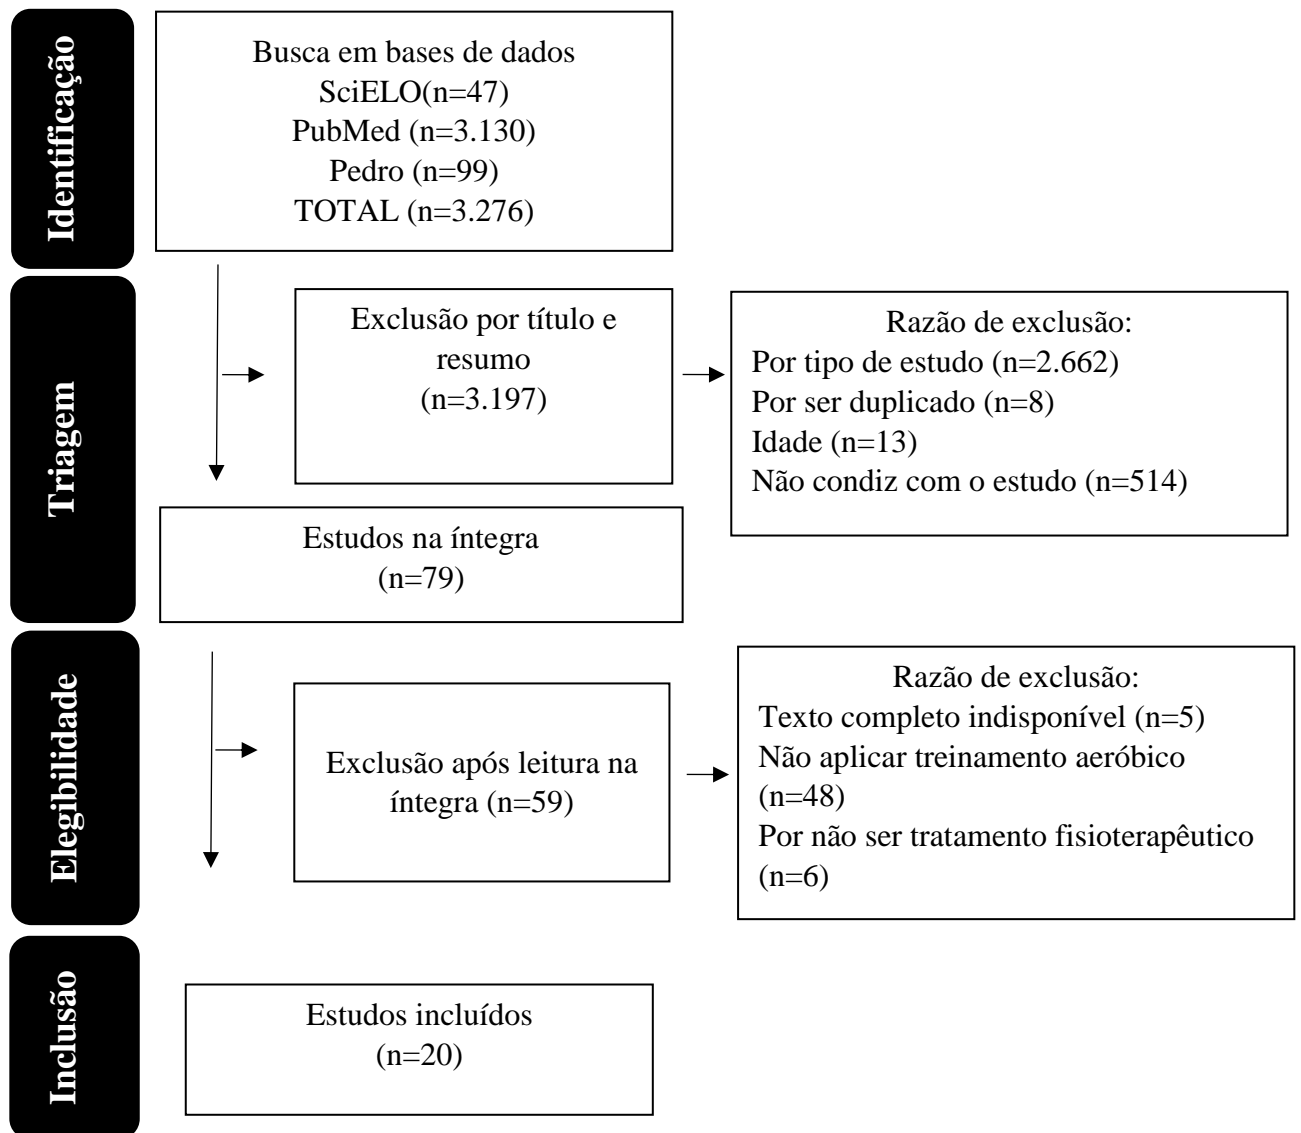 Identificação
Busca em bases de dados
SciELO(n=47)
PubMed (n=3.130)
Pedro (n=99)
TOTAL (n=3.276)
Triagem
Exclusão por título e
resumo
(n=3.197)
Razão de exclusão:
Por tipo de estudo (n=2.662)
Por ser duplicado (n=8)
Idade (n=13)
Não condiz com o estudo (n=514)
Estudos na íntegra
(n=79)
Elegibilidade
Exclusão após leitura na
íntegra (n=59)
Razão de exclusão:
Texto completo indisponível (n=5)
Não aplicar treinamento aeróbico
(n=48)
Por não ser tratamento fisioterapêutico
(n=6)
Inclusão
Estudos incluídos
(n=20)